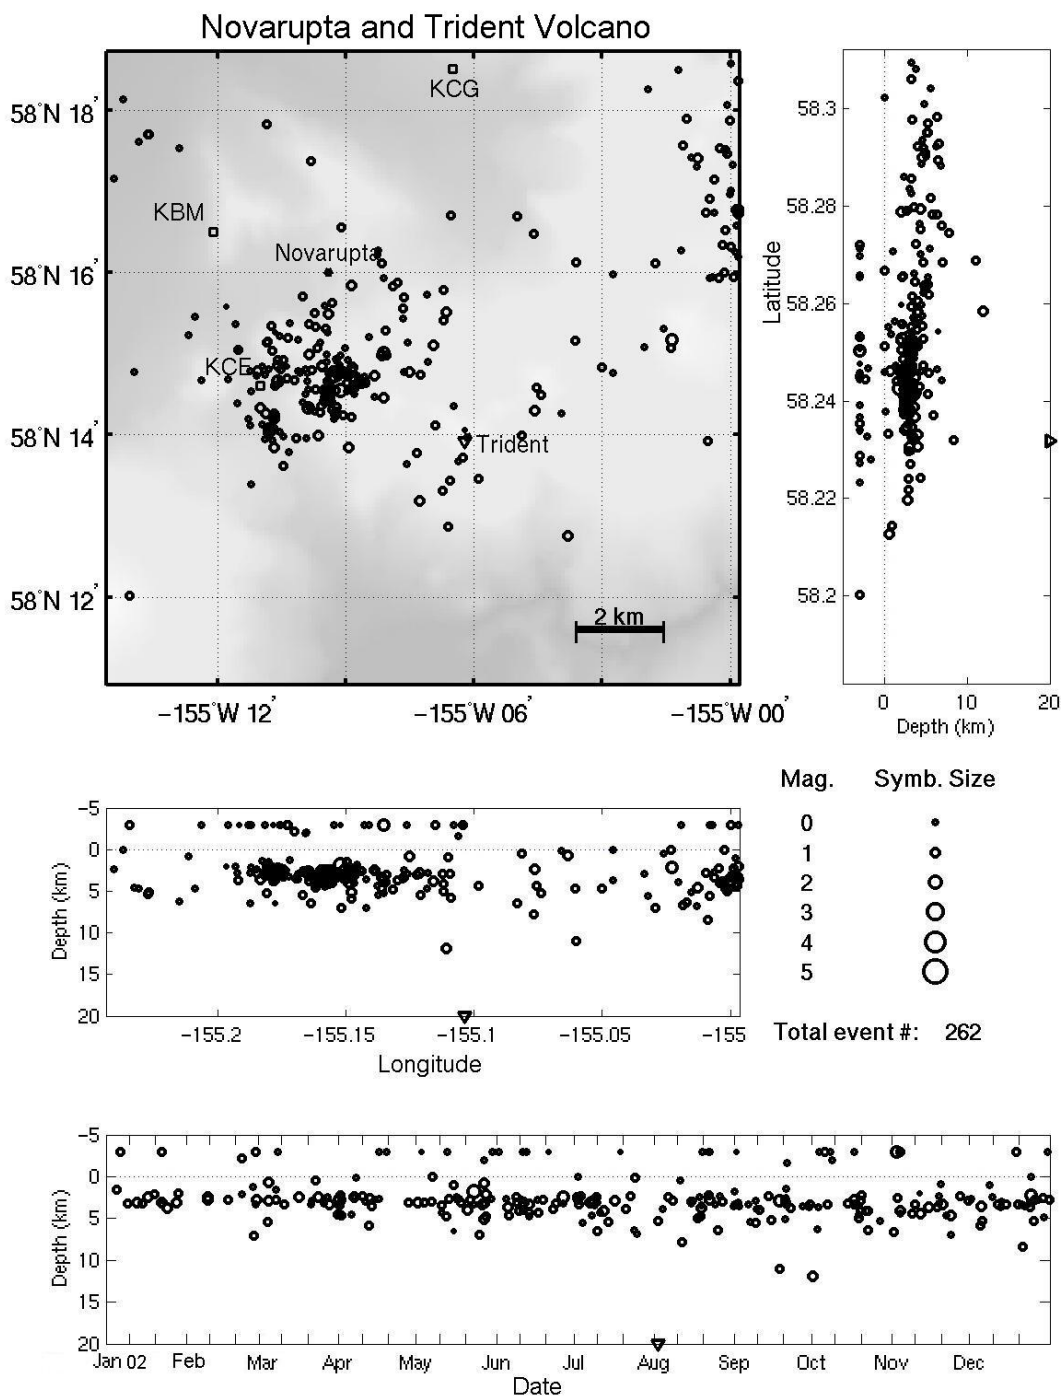 Novarupta and Trident Volcano
58°N 18'
58°N 16'
58°N 14'
58°N 12'
KCG
KBM
Novarupta
KCE
Trident
2 km
−155°W 12'
−155°W 06'
−155°W 00'
Latitude
58.3
58.28
58.26
58.24
58.22
58.2
0
10
20
Depth (km)
−5
0
5
10
15
20
Depth (km)
−155.2
−155.15
−155.1
−155.05
−155
Longitude
Mag. Symb. Size
0
1
2
3
4
5
Total event #: 262
−5
0
5
10
15
20
Depth (km)
Jan 02 Feb Mar Apr May Jun Jul Aug Sep Oct Nov Dec
Date